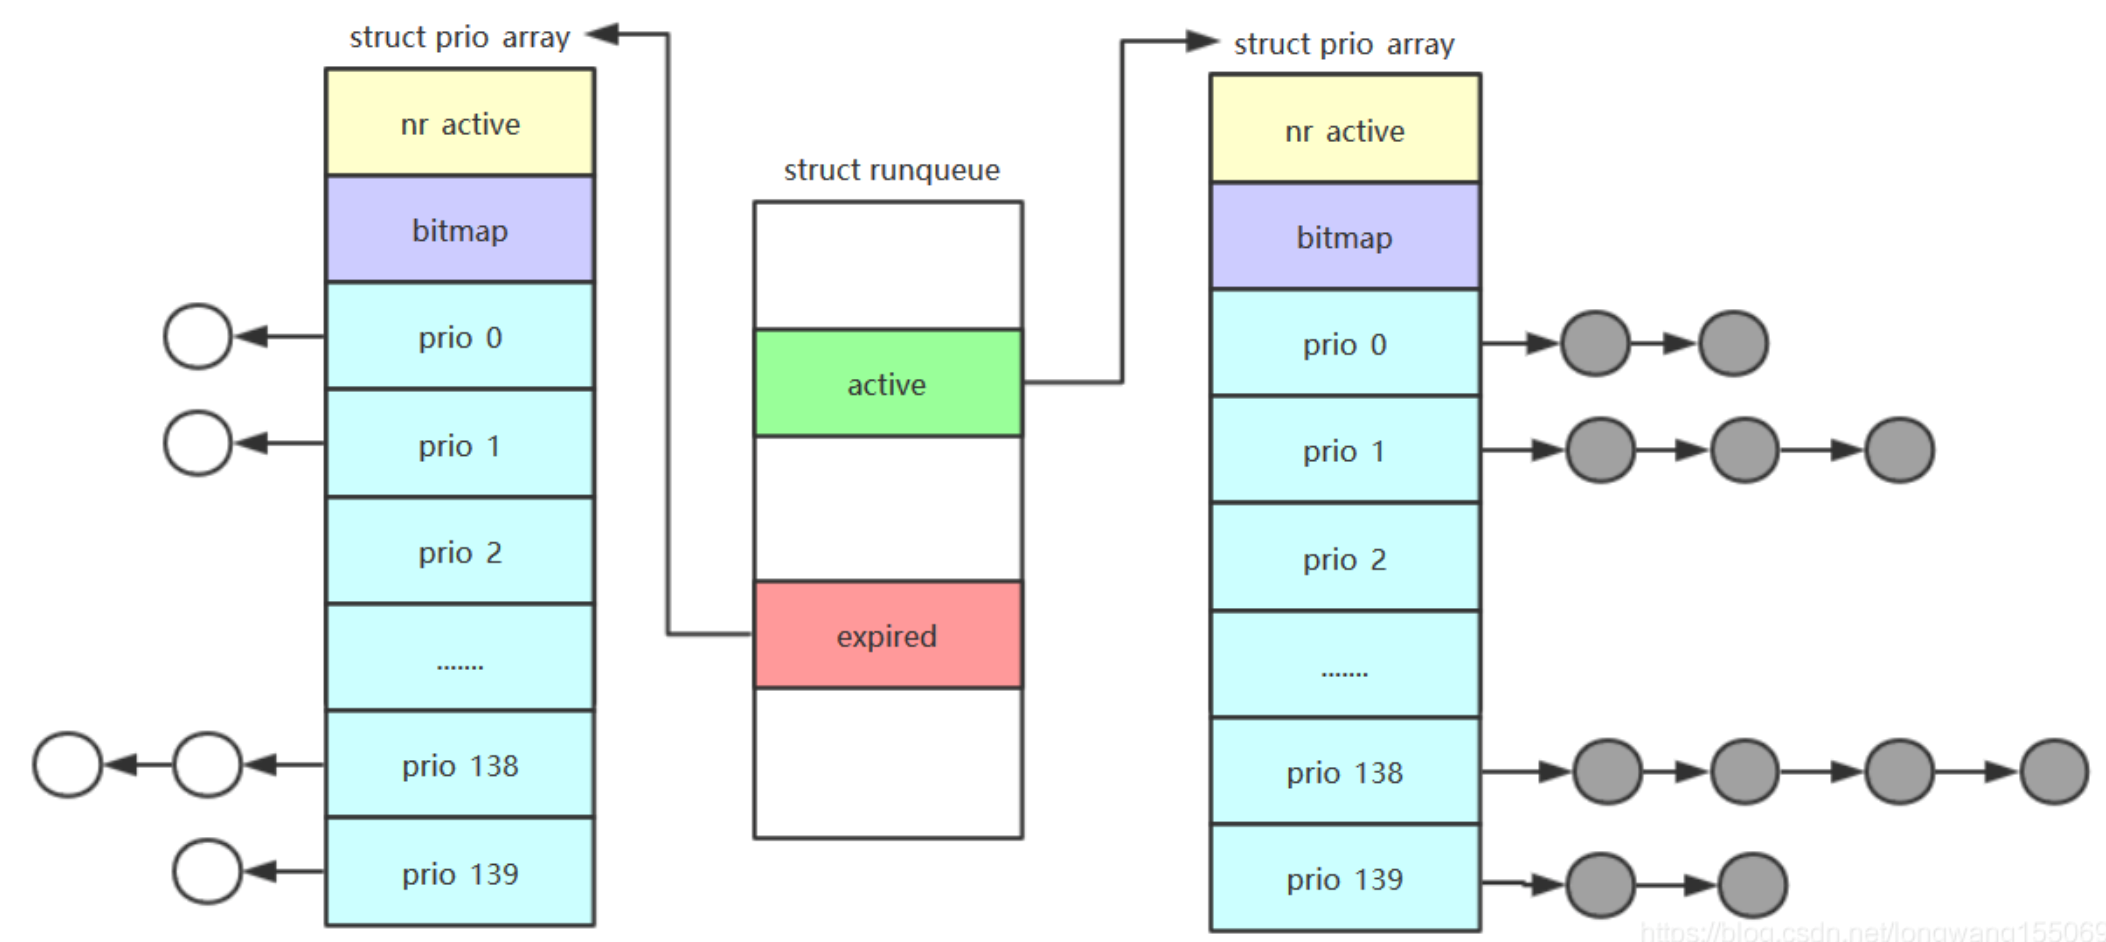 struct prio array
nr active
bitmap
prio 0
prio 1
prio 2
.......
prio 138
prio 139
struct runqueue
active
expired
struct prio array
nr active
bitmap
prio 0
prio 1
prio 2
.......
prio 138
prio 139
https://blog.csdn.net/longwang155069